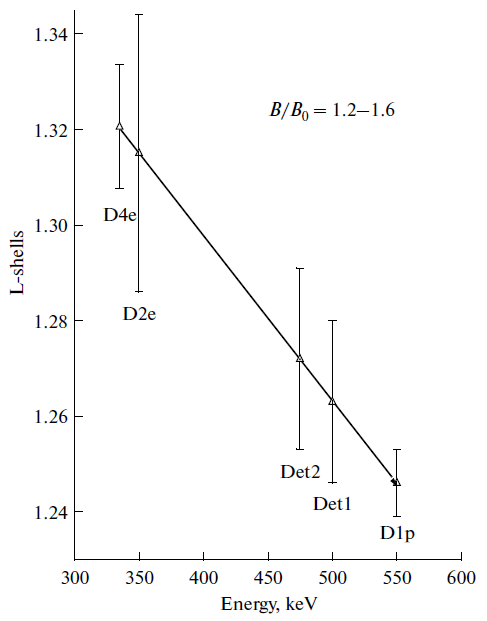 1.34
B/B₀ = 1.2–1.6
1.32
D4e
1.30
L-shells
D2e
1.28
1.26
Det2
Det1
1.24
D1p
300 350 400 450 500 550 600
Energy, keV